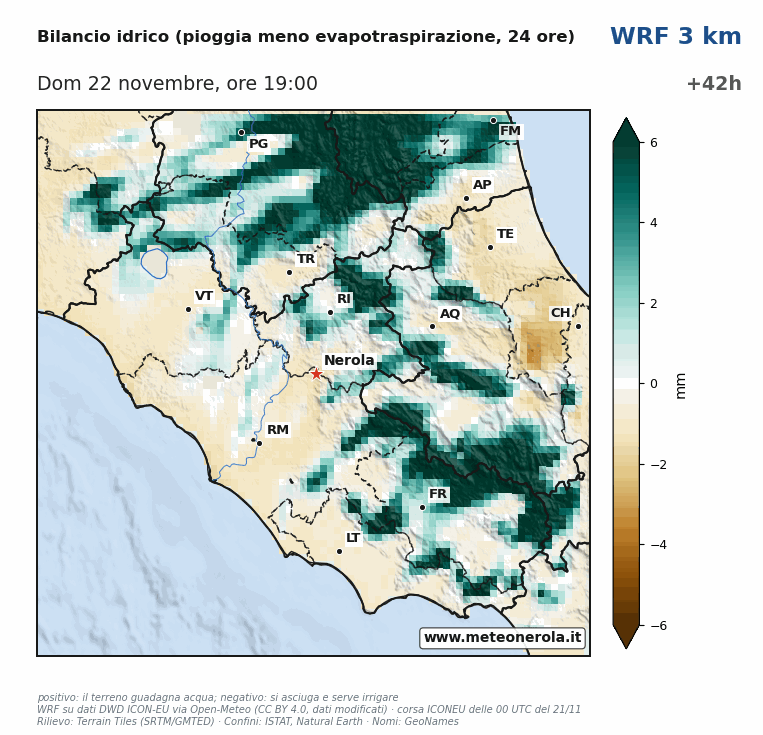 Bilancio idrico (pioggia meno evapotraspirazione, 24 ore)
WRF 3 km
Dom 22 novembre, ore 19:00
+42h
PG
FM
AP
TE
TR
VT
RI
AQ
CH
Nerola
RM
FR
LT
6
4
2
0
−2
−4
−6
mm
www.meteonerola.it
positivo: il terreno guadagna acqua; negativo: si asciuga e serve irrigare
WRF su dati DWD ICON-EU via Open-Meteo (CC BY 4.0, dati modificati) · corsa ICONEU delle 00 UTC del 21/11
Rilievo: Terrain Tiles (SRTM/GMTED) · Confini: ISTAT, Natural Earth · Nomi: GeoNames